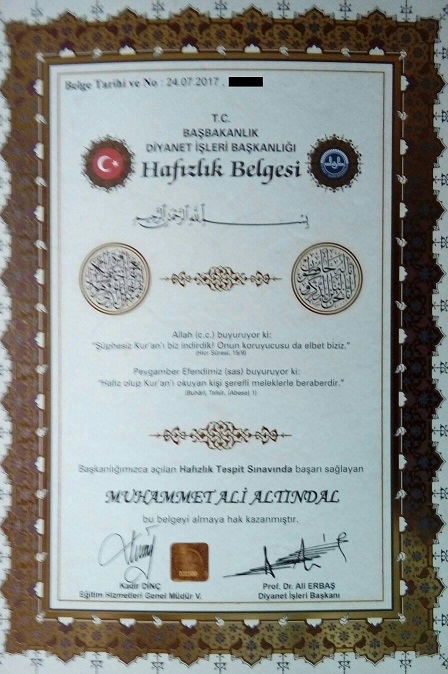 Belge Tarihi ve No : 24.07.2017 ,
T.C.
BAŞBAKANLIK
DİYANET İŞLERİ BAŞKANLIĞI
Hafızlık Belgesi
بسم الله الرحمن الرحيم
Allah (c.c.) buyuruyor ki:
"Şüphesiz Kur'an'ı biz indirdik! Onun koruyucusu da elbet biziz."
(Hicr Sûresi, 15/9)
Peygamber Efendimiz (sas) buyuruyor ki:
"Hafız olup Kur'an'ı okuyan kişi şerefli meleklerle beraberdir."
(Buhârî, Tefsir, (Abese) 1)
Başkanlığımızca açılan Hafızlık Tespit Sınavında başarı sağlayan
MUHAMMET ALİ ALTINDAL
bu belgeyi almaya hak kazanmıştır.
Kadir DİNÇ
Eğitim Hizmetleri Genel Müdür V.
Prof. Dr. Ali ERBAŞ
Diyanet İşleri Başkanı